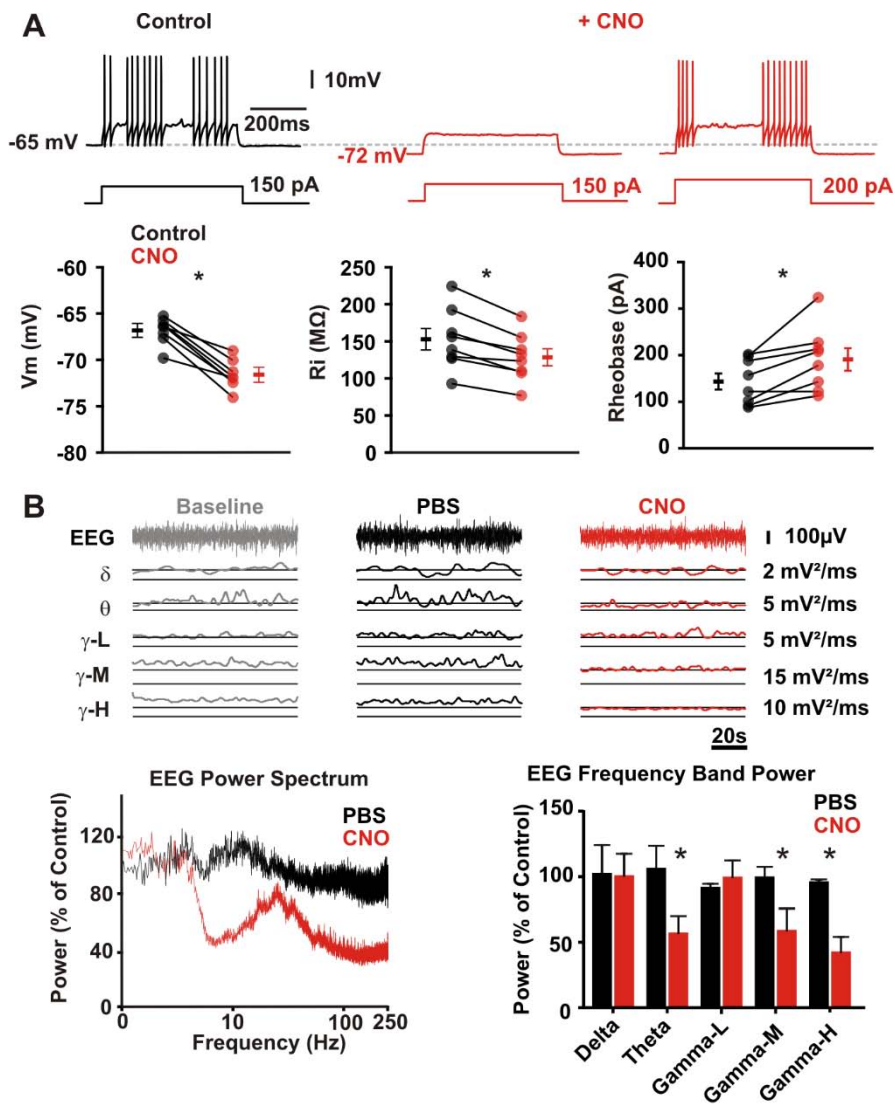 A
Control
+ CNO
10mV
200ms
-65 mV
-72 mV
150 pA
150 pA
200 pA
Control
CNO
-60
-65
-70
-75
-80
Vm (mV)
*
250
200
150
100
50
0
Ri (MΩ)
*
400
300
200
100
0
Rheobase (pA)
*
B
Baseline
PBS
CNO
EEG
100µV
δ
2 mV²/ms
θ
5 mV²/ms
γ-L
5 mV²/ms
γ-M
15 mV²/ms
γ-H
10 mV²/ms
20s
EEG Power Spectrum
PBS
CNO
120
80
40
0
Power (% of Control)
0
10
100
250
Frequency (Hz)
EEG Frequency Band Power
PBS
CNO
150
100
50
0
Power (% of Control)
*
*
*
Delta
Theta
Gamma-L
Gamma-M
Gamma-H